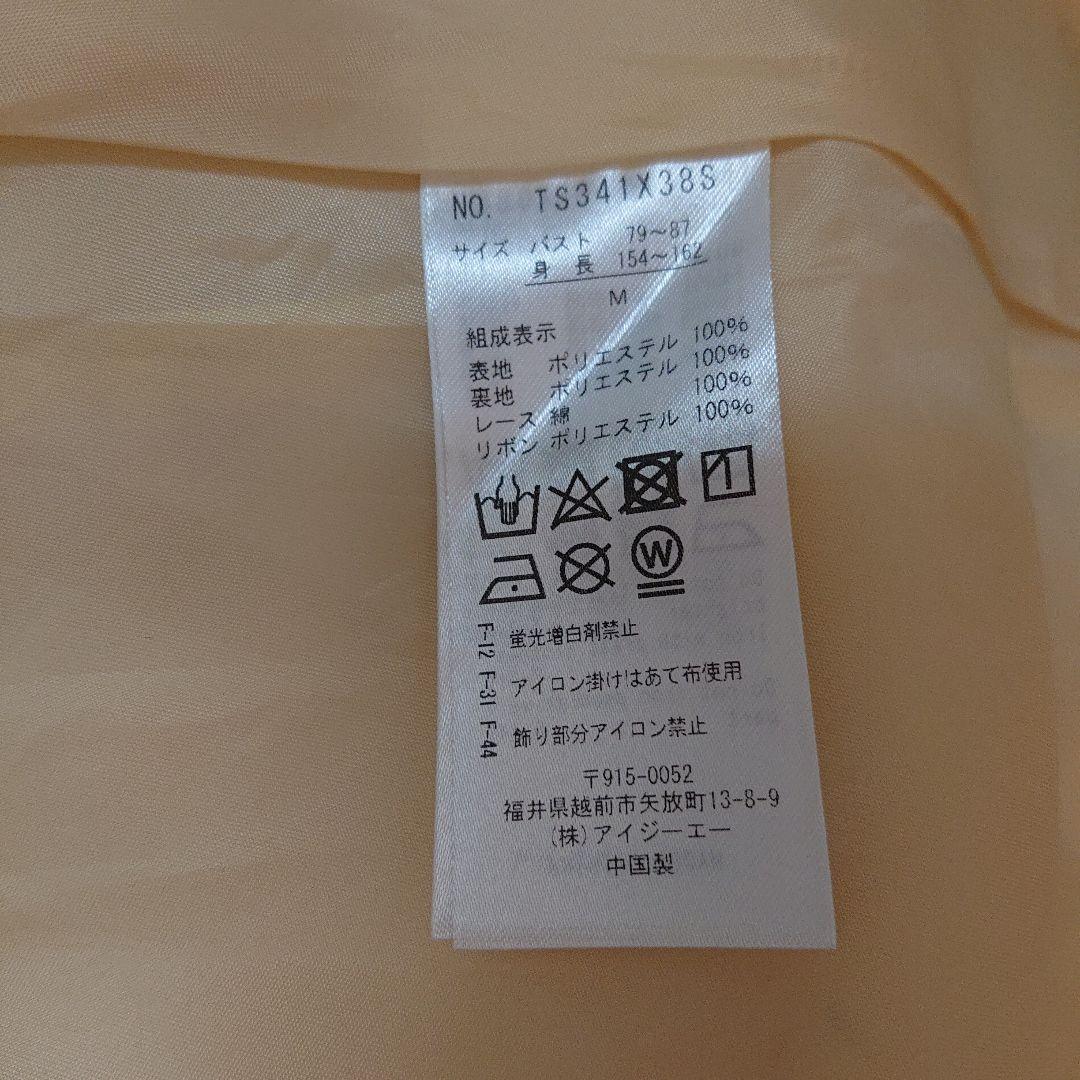 NO. TS341X38S
サイズ バスト 79～87
身長 154～162
M
組成表示
表地 ポリエステル 100%
裏地 ポリエステル 100%
レース 綿 100%
リボン ポリエステル 100%
W
F-12 蛍光増白剤禁止
F-31 アイロン掛けはあて布使用
F-44 飾り部分アイロン禁止
〒915-0052
福井県越前市矢放町13-8-9
(株)アイジーエー
中国製